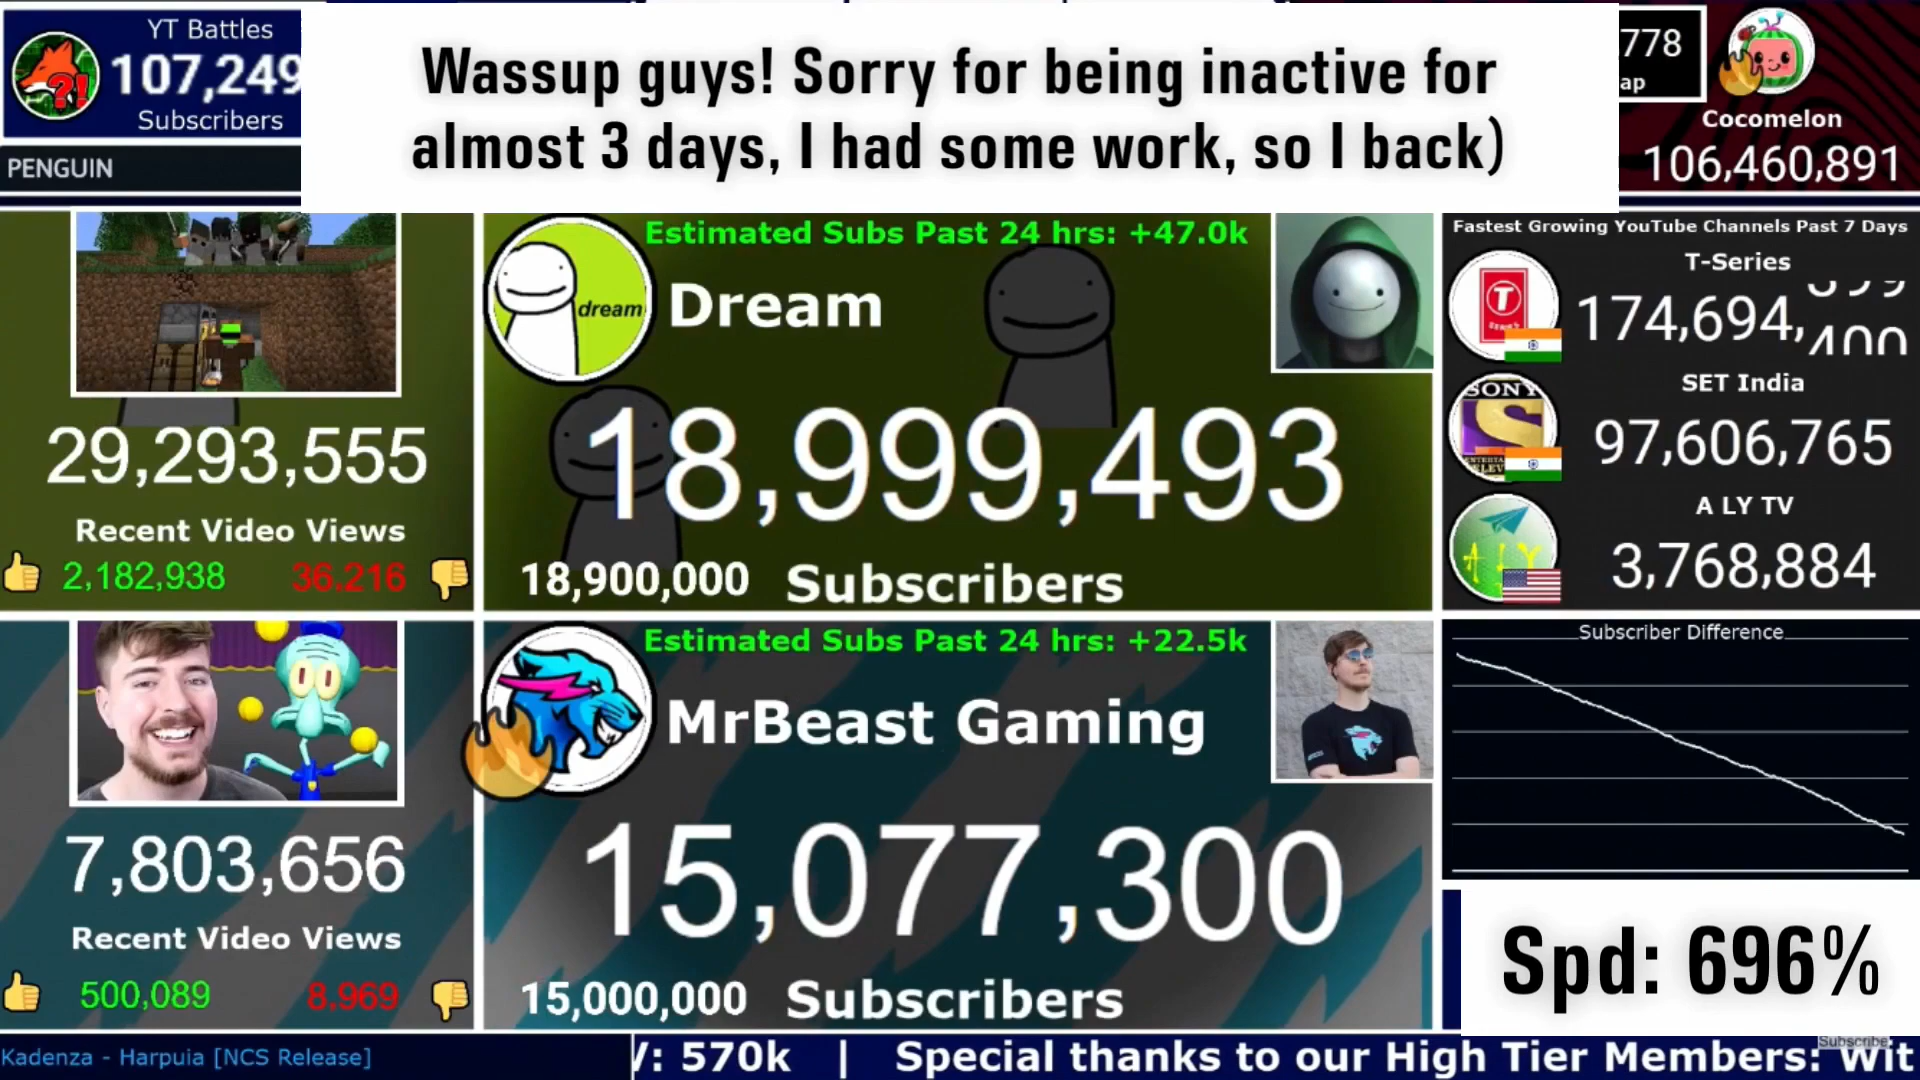 YT Battles
107,249
Subscribers
PENGUIN
Wassup guys! Sorry for being inactive for
almost 3 days, I had some work, so I back)
778
ap
Cocomelon
106,460,891
29,293,555
Recent Video Views
2,182,938
36.216
Estimated Subs Past 24 hrs: +47.0k
dream
Dream
18,999,493
18,900,000
Subscribers
Fastest Growing YouTube Channels Past 7 Days
T-Series
174,694,
SET India
SONY
97,606,765
A LY TV
A LY
3,768,884
7,803,656
Recent Video Views
500,089
8.969
Estimated Subs Past 24 hrs: +22.5k
MrBeast Gaming
15,077,300
15,000,000
Subscribers
Subscriber Difference
Spd: 696%
Kadenza - Harpuia [NCS Release]
: 570k | Special thanks to our High Tier Members: Wit
Subscribe